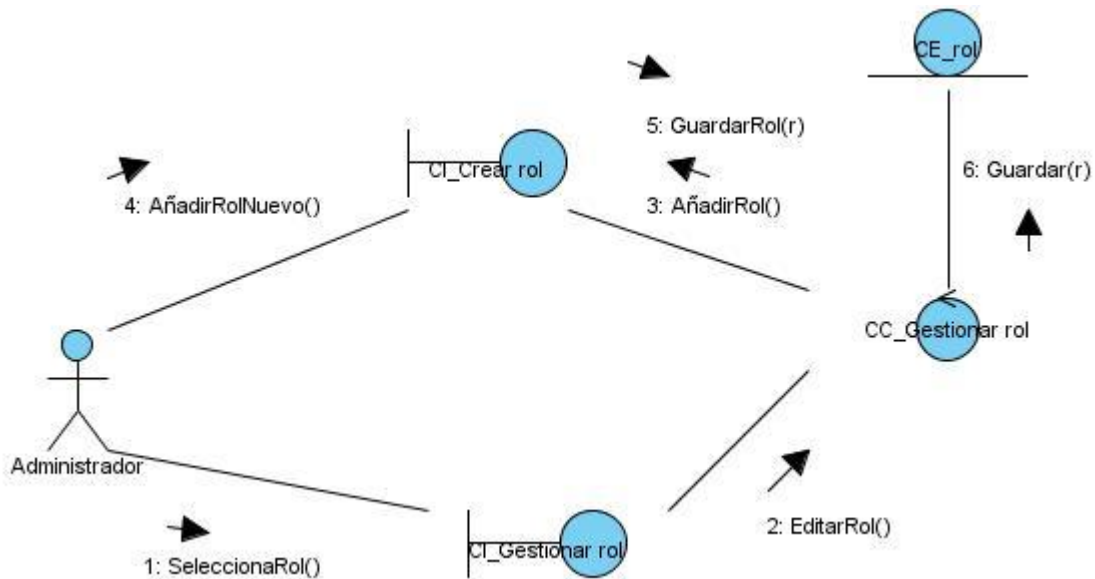 CE_rol
5: GuardarRol(r)
CI_Crear rol
6: Guardar(r)
4: AñadirRolNuevo()
3: AñadirRol()
CC_Gestionar rol
Administrador
2: EditarRol()
CI_Gestionar rol
1: SeleccionaRol()